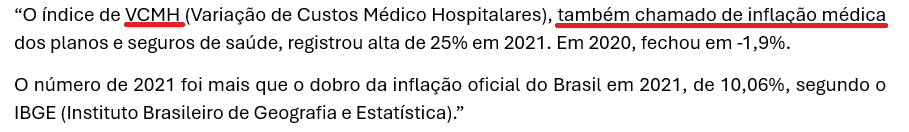 “O índice de VCMH (Variação de Custos Médico Hospitalares), também chamado de inflação médica
dos planos e seguros de saúde, registrou alta de 25% em 2021. Em 2020, fechou em -1,9%.
O número de 2021 foi mais que o dobro da inflação oficial do Brasil em 2021, de 10,06%, segundo o
IBGE (Instituto Brasileiro de Geografia e Estatística).”